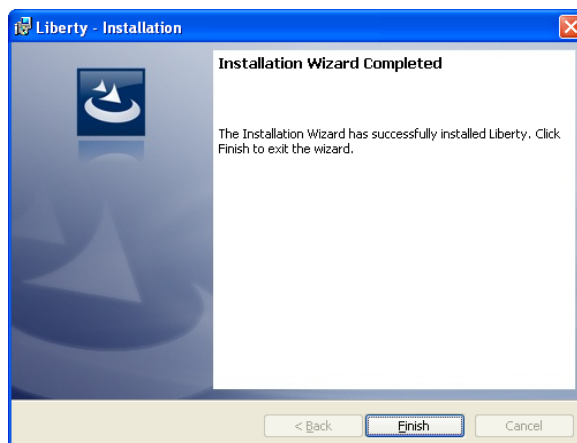 Liberty - Installation
Installation Wizard Completed
The Installation Wizard has successfully installed Liberty. Click
Finish to exit the wizard.
< Back
Finish
Cancel